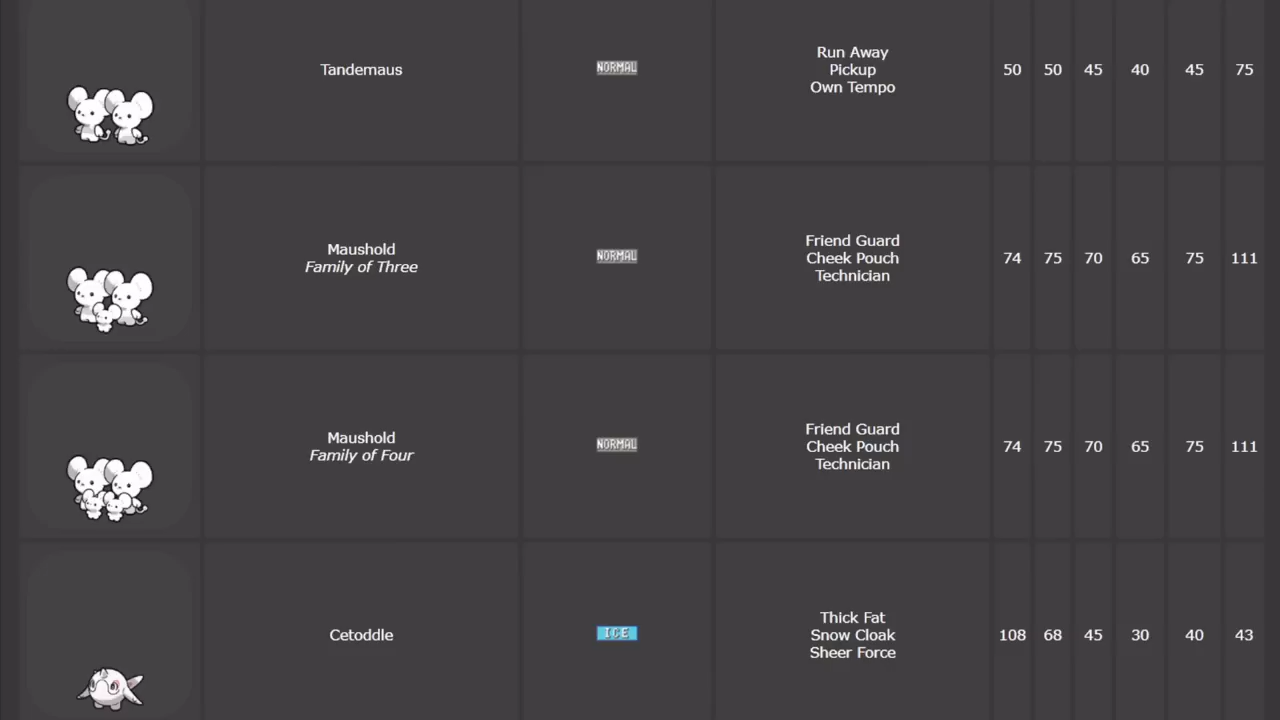 Tandemaus
NORMAL
Run Away
Pickup
Own Tempo
50 50 45 40 45 75
Maushold
Family of Three
NORMAL
Friend Guard
Cheek Pouch
Technician
74 75 70 65 75 111
Maushold
Family of Four
NORMAL
Friend Guard
Cheek Pouch
Technician
74 75 70 65 75 111
Cetoddle
ICE
Thick Fat
Snow Cloak
Sheer Force
108 68 45 30 40 43